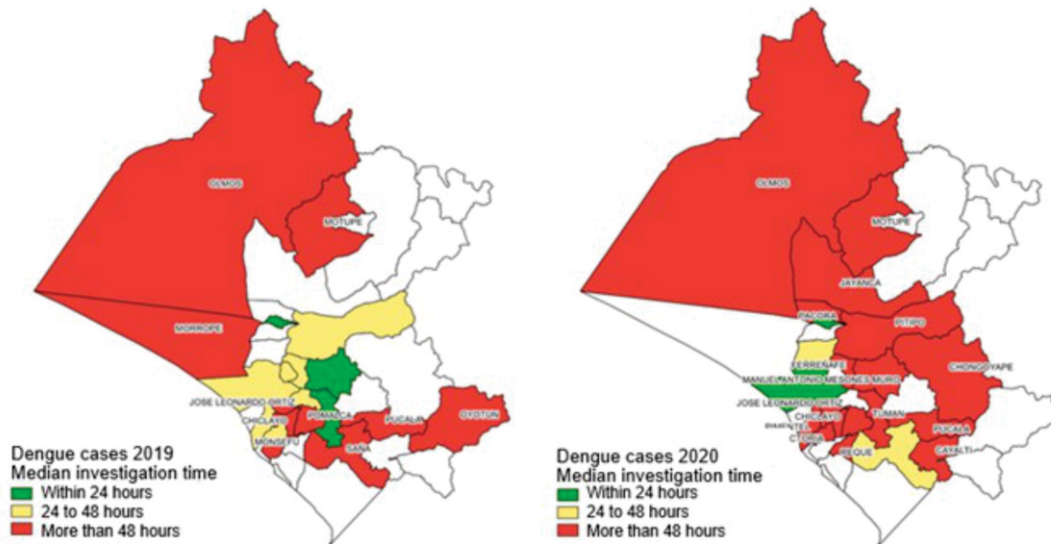 OLMOS
MOTUPE
MORROPE
JOSE LEONARDO ORTIZ
CHICLAYO
POMALCA
PUCALA
OYOTUN
MONSEFU
SAÑA
Dengue cases 2019
Median investigation time
Within 24 hours
24 to 48 hours
More than 48 hours
OLMOS
MOTUPE
JAYANCA
PACORA
PITIPO
FERREÑAFE
CHONGOYAPE
MANUEL ANTONIO MESONES MURO
JOSE LEONARDO ORTIZ
CHICLAYO
TUMAN
PIMENTEL
PUCALA
CTORIA
REQUE
CAYALTI
Dengue cases 2020
Median investigation time
Within 24 hours
24 to 48 hours
More than 48 hours